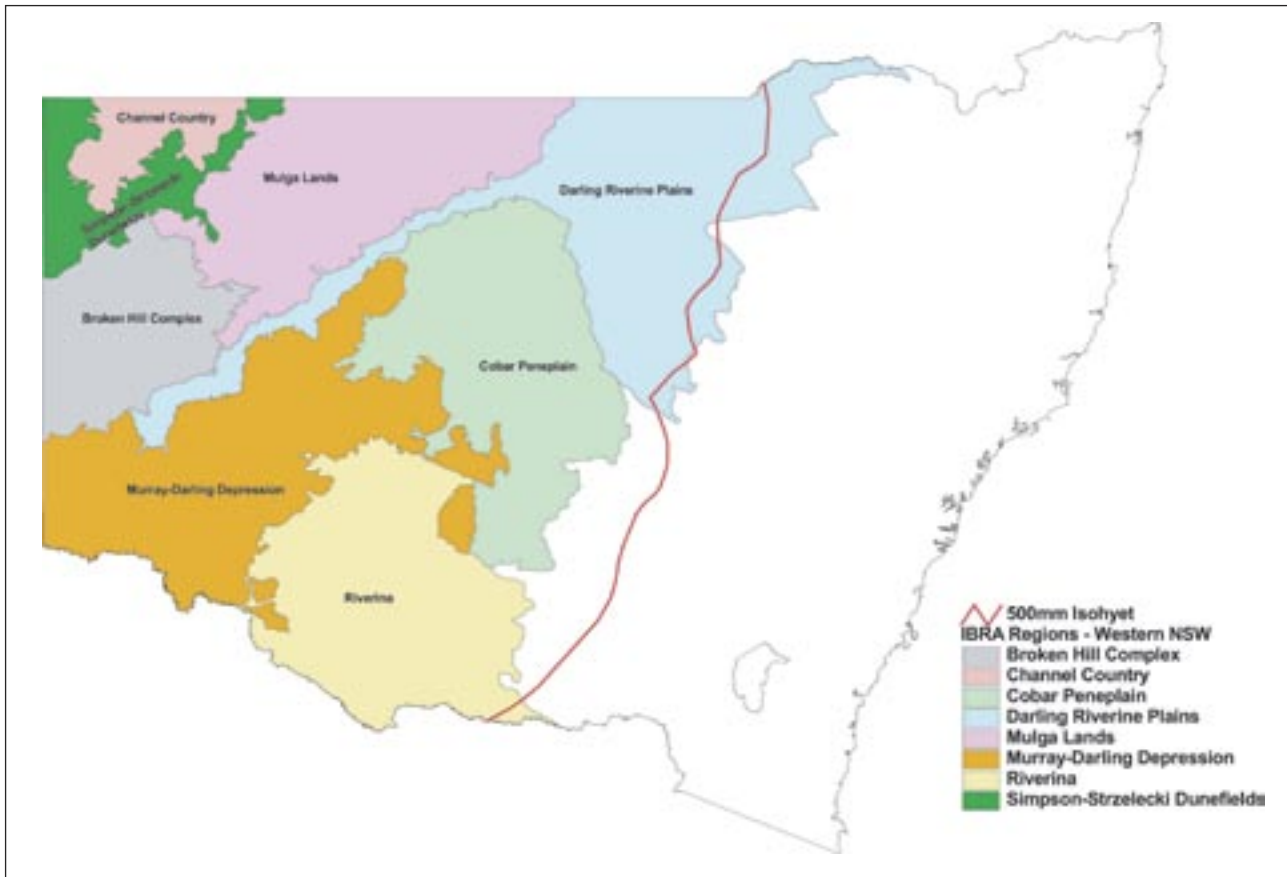 Channel Country
Mulga Lands
Simpson-Strzelecki
Dunefields
Darling Riverine Plains
Broken Hill Complex
Cobar Peneplain
Murray-Darling Depression
Riverina
500mm Isohyet
IBRA Regions - Western NSW
Broken Hill Complex
Channel Country
Cobar Peneplain
Darling Riverine Plains
Mulga Lands
Murray-Darling Depression
Riverina
Simpson-Strzelecki Dunefields